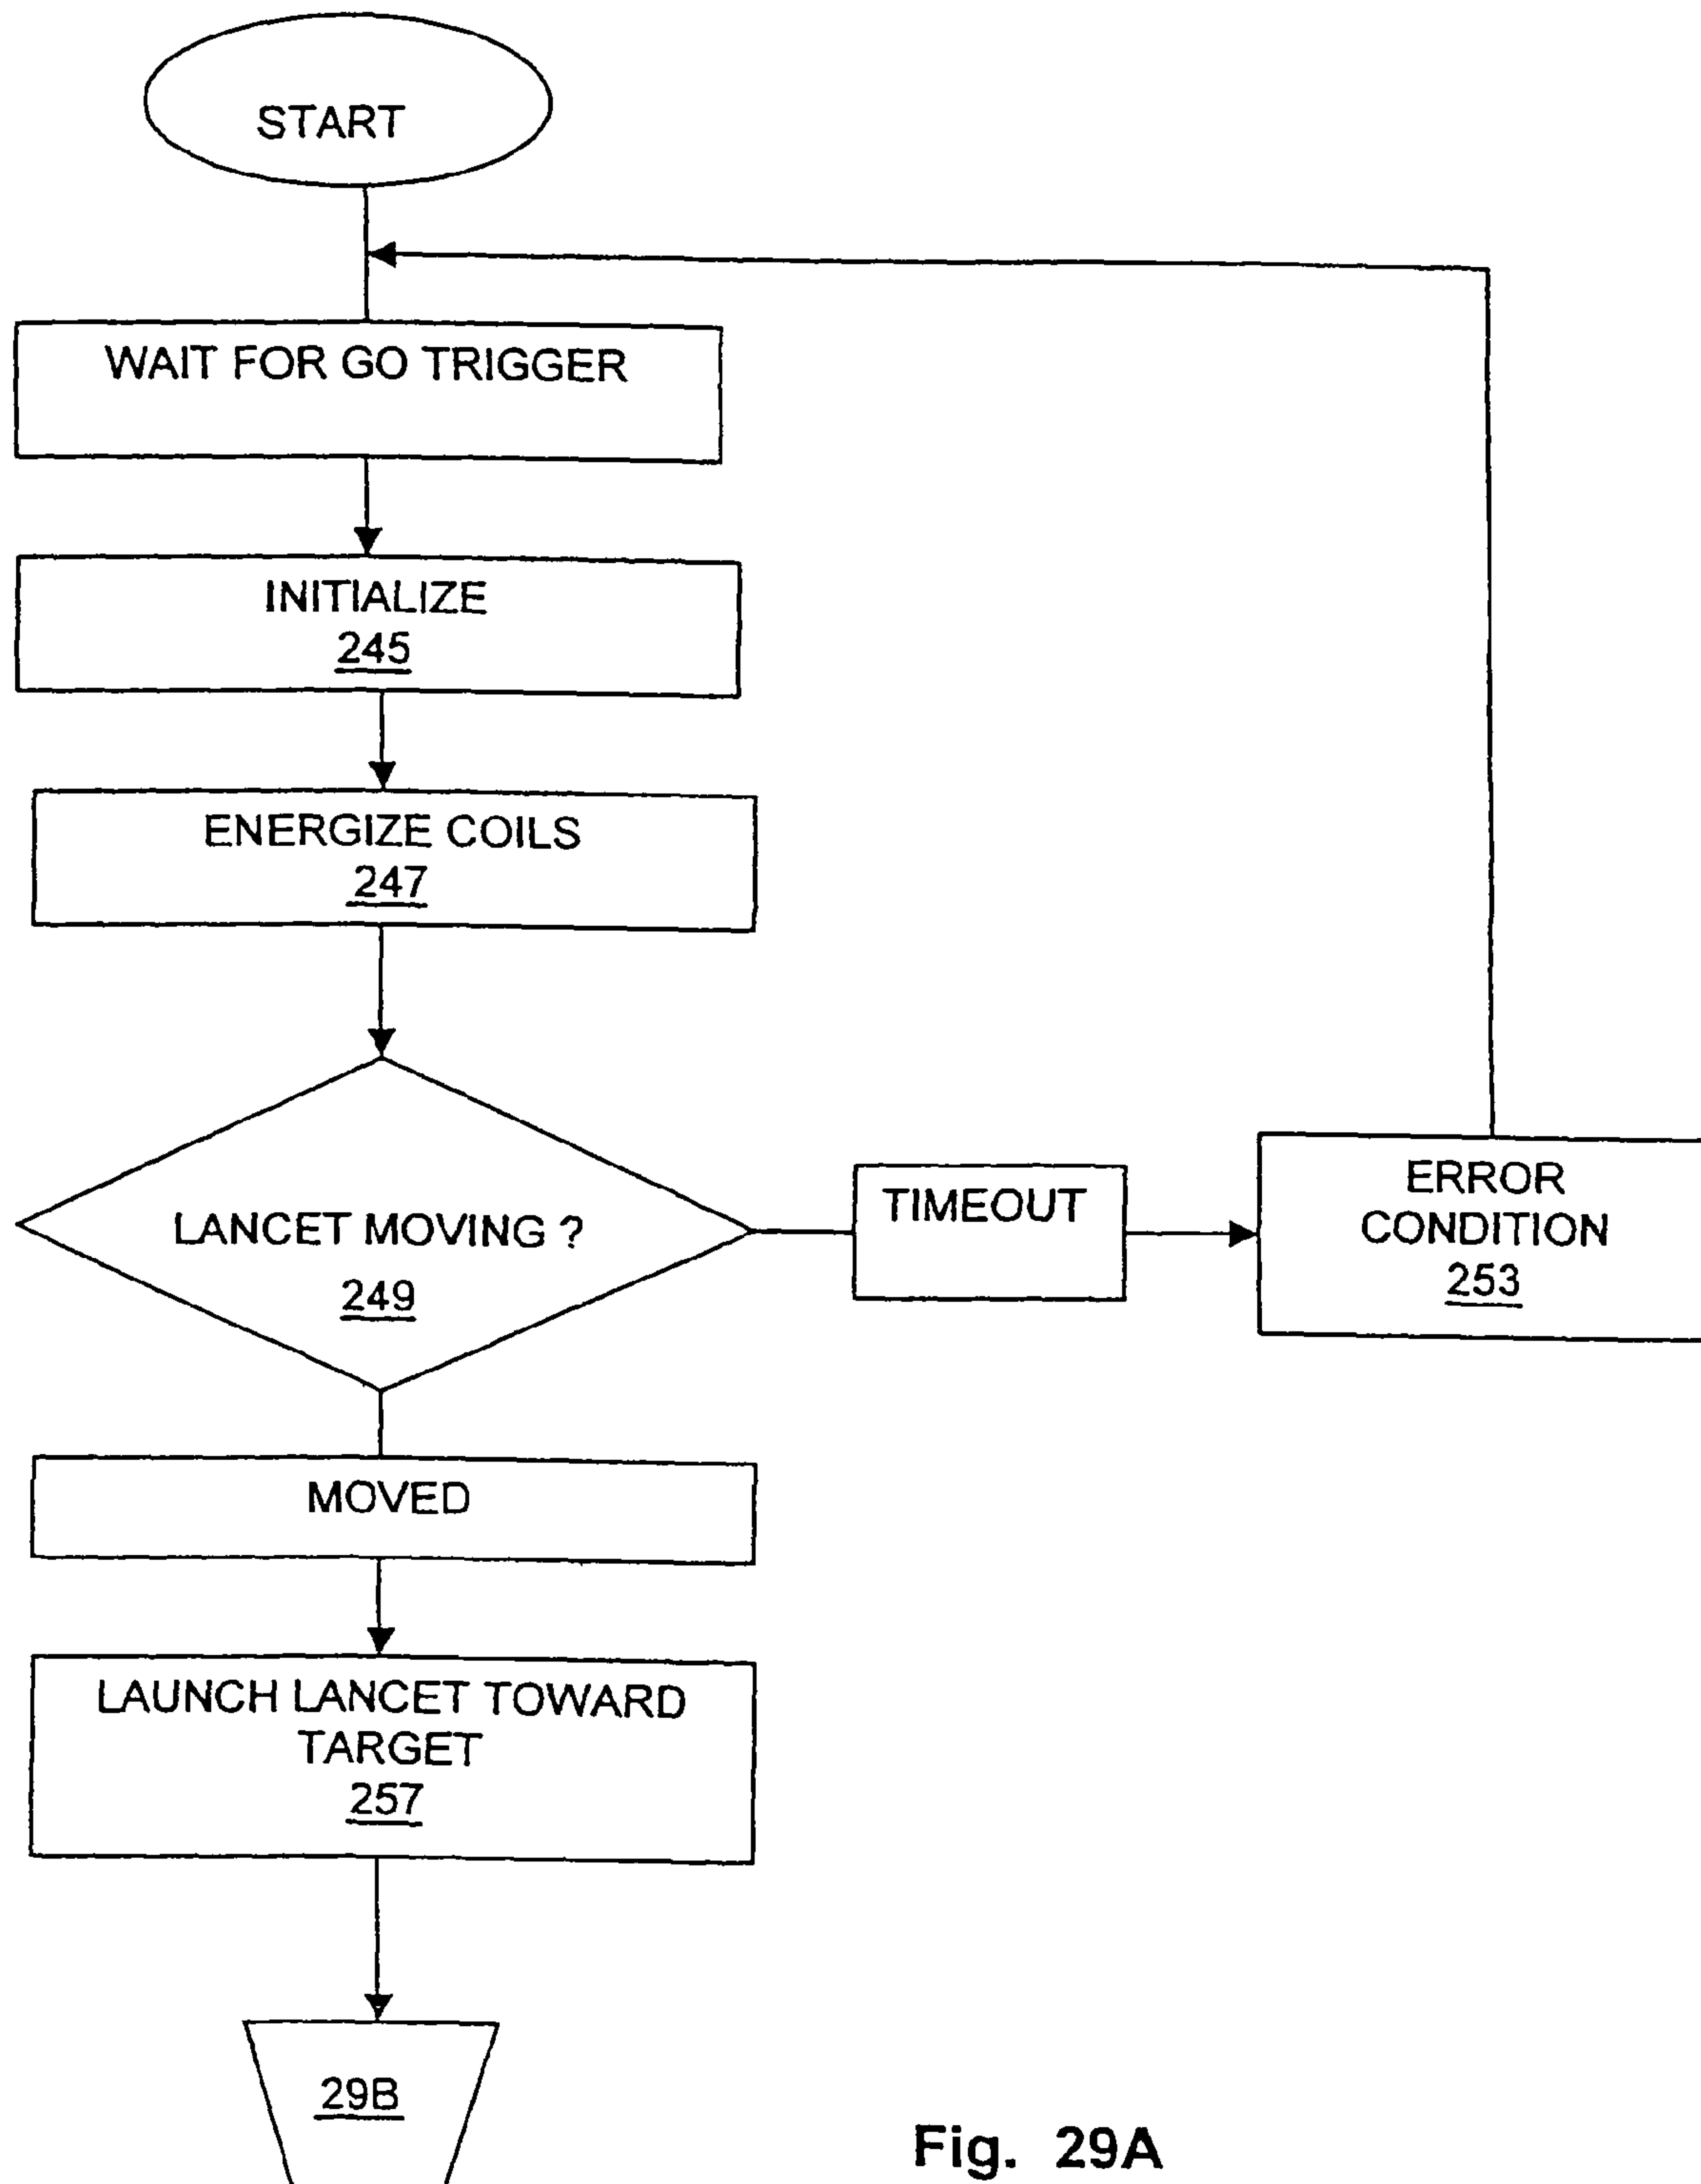 START
WAIT FOR GO TRIGGER
INITIALIZE
245
ENERGIZE COILS
247
LANCET MOVING ?
249
TIMEOUT
ERROR
CONDITION
253
MOVED
LAUNCH LANCET TOWARD
TARGET
257
29B
Fig. 29A